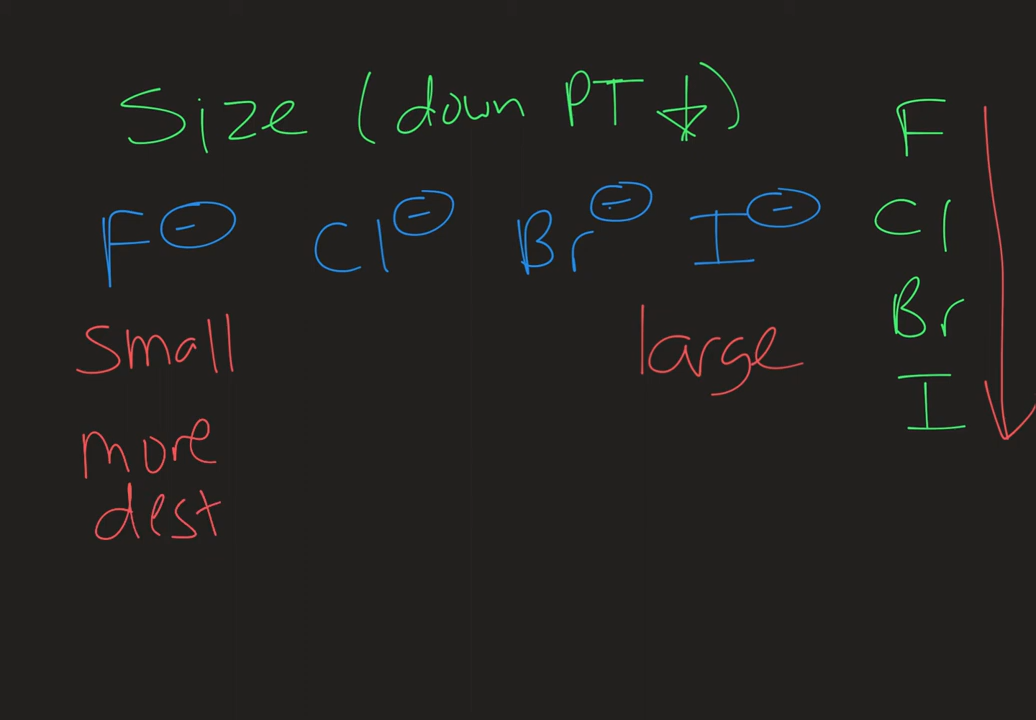 Size (down PT ↓)
F⊖ Cl⊖ Br⊖ I⊖
small large
more
dest
F
Cl
Br
I